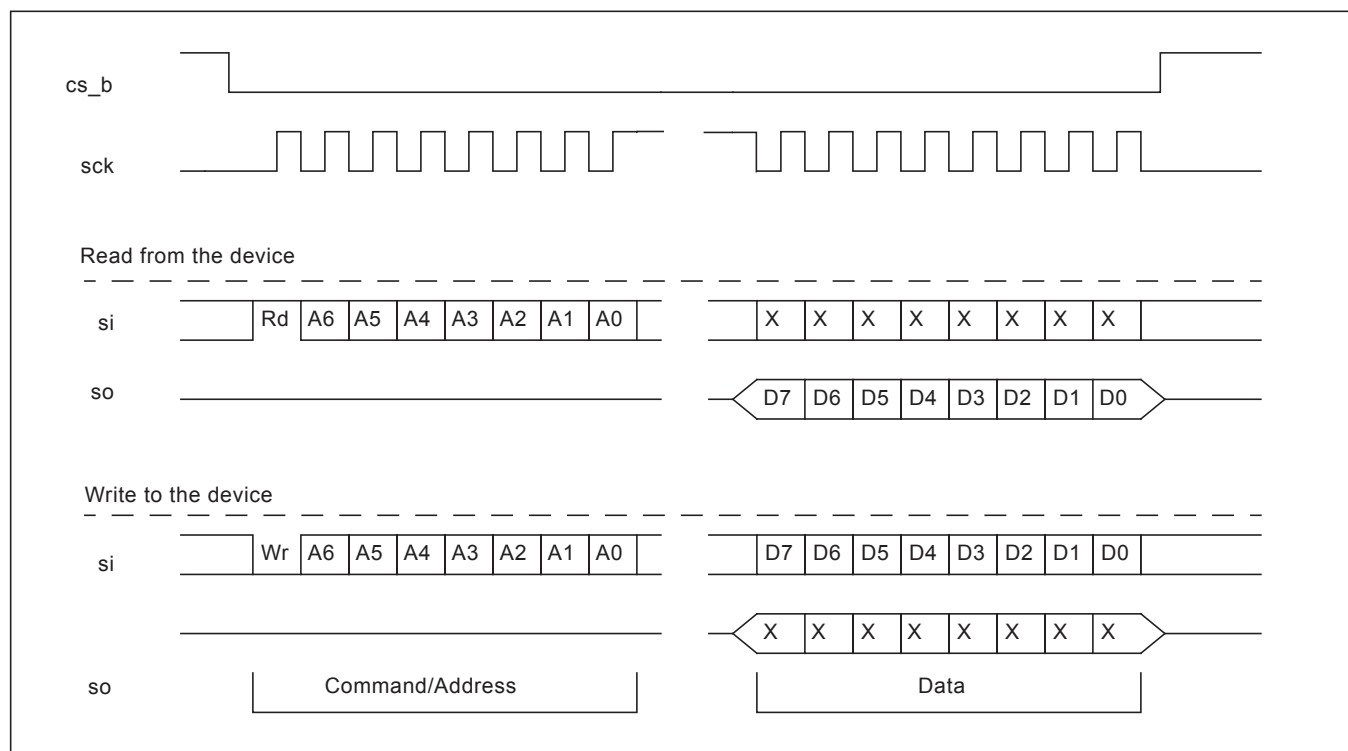 cs_b
sck
Read from the device
si Rd A6 A5 A4 A3 A2 A1 A0 X X X X X X X X
so D7 D6 D5 D4 D3 D2 D1 D0
Write to the device
si Wr A6 A5 A4 A3 A2 A1 A0 D7 D6 D5 D4 D3 D2 D1 D0
X X X X X X X X
so Command/Address Data